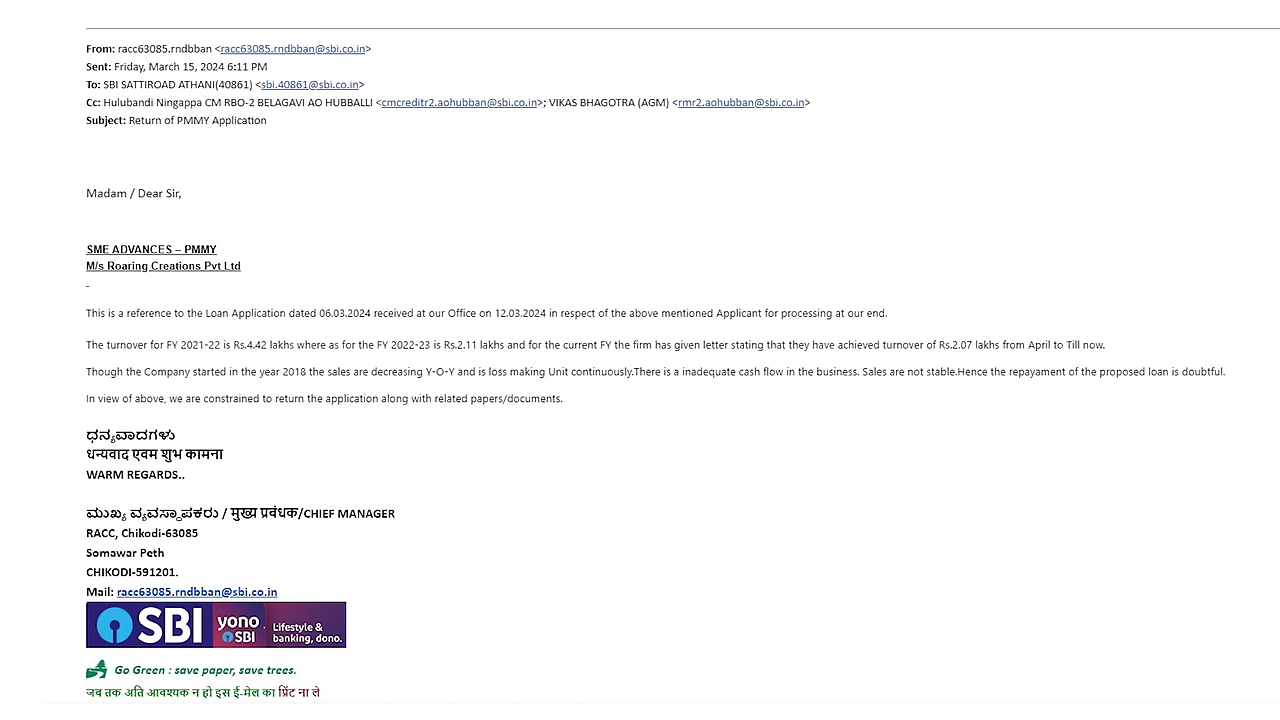 From: racc63085.rndbban <racc63085.rndbban@sbi.co.in>
Sent: Friday, March 15, 2024 6:11 PM
To: SBI SATTIROAD ATHANI(40861) <sbi.40861@sbi.co.in>
Cc: Hulubandi Ningappa CM RBO-2 BELAGAVI AO HUBBALLI <cmcreditr2.aohubban@sbi.co.in>; VIKAS BHAGOTRA (AGM) <rmr2.aohubban@sbi.co.in>
Subject: Return of PMMY Application
Madam / Dear Sir,
SME ADVANCES – PMMY
M/s Roaring Creations Pvt Ltd
This is a reference to the Loan Application dated 06.03.2024 received at our Office on 12.03.2024 in respect of the above mentioned Applicant for processing at our end.
The turnover for FY 2021-22 is Rs.4.42 lakhs where as for the FY 2022-23 is Rs.2.11 lakhs and for the current FY the firm has given letter stating that they have achieved turnover of Rs.2.07 lakhs from April to Till now.
Though the Company started in the year 2018 the sales are decreasing Y-O-Y and is loss making Unit continuously.There is a inadequate cash flow in the business. Sales are not stable.Hence the repayament of the proposed loan is doubtful.
In view of above, we are constrained to return the application along with related papers/documents.
ಧನ್ಯವಾದಗಳು
धन्यवाद एवम शुभ कामना
WARM REGARDS..
ಮುಖ್ಯ ವ್ಯವಸ್ಥಾಪಕರು / मुख्य प्रबंधक/CHIEF MANAGER
RACC, Chikodi-63085
Somawar Peth
CHIKODI-591201.
Mail: racc63085.rndbban@sbi.co.in
SBI yono SBI Lifestyle & banking, dono.
Go Green : save paper, save trees.
जब तक अति आवश्यक न हो इस ई-मेल का प्रिंट ना ले